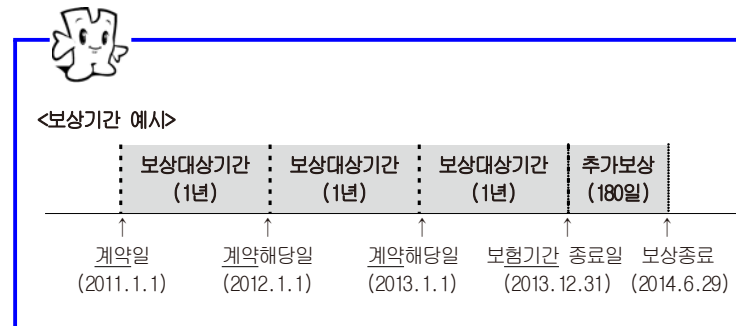 <보상기간 예시>
보상대상기간 보상대상기간 보상대상기간 추가보상
(1년) (1년) (1년) (180일)
↑ ↑ ↑ ↑ ↑
계약일 계약해당일 계약해당일 보험기간 종료일 보상종료
(2011.1.1) (2012.1.1) (2013.1.1) (2013.12.31) (2014.6.29)